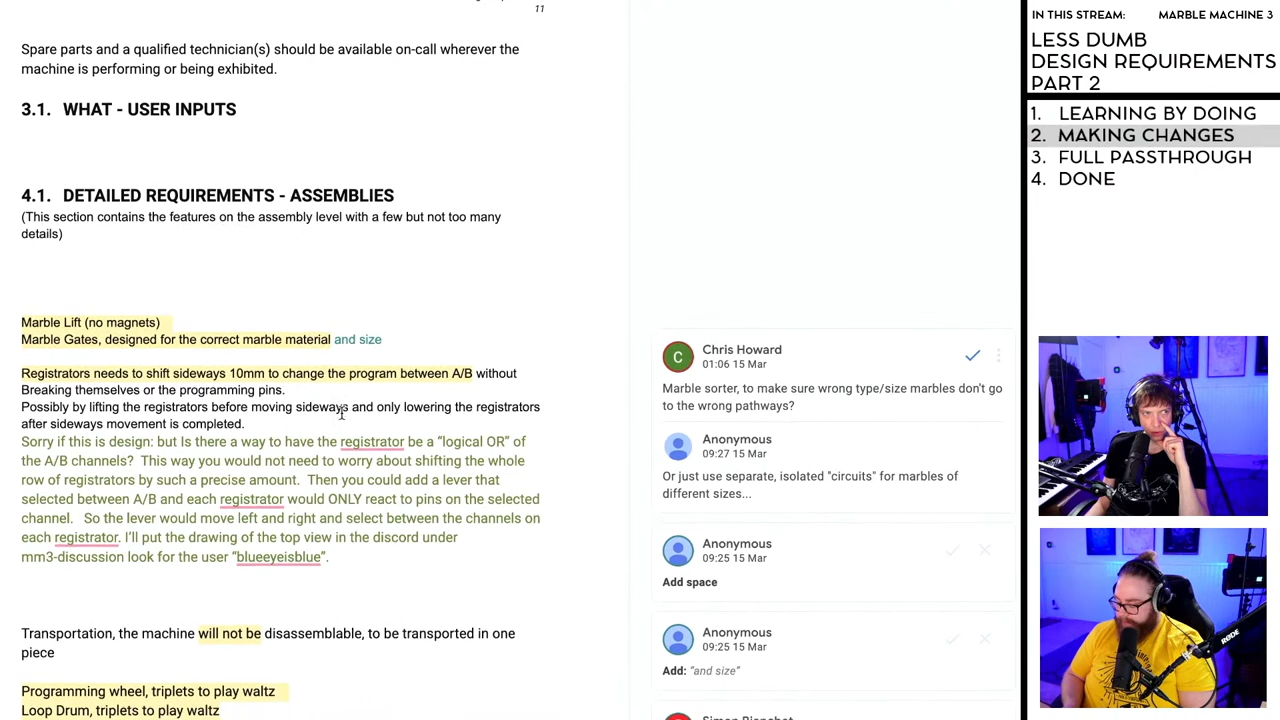 11
Spare parts and a qualified technician(s) should be available on-call wherever the
machine is performing or being exhibited.
3.1. WHAT - USER INPUTS
4.1. DETAILED REQUIREMENTS - ASSEMBLIES
(This section contains the features on the assembly level with a few but not too many
details)
Marble Lift (no magnets)
Marble Gates, designed for the correct marble material and size
Registrators needs to shift sideways 10mm to change the program between A/B without
Breaking themselves or the programming pins.
Possibly by lifting the registrators before moving sideways and only lowering the registrators
after sideways movement is completed.
Sorry if this is design: but Is there a way to have the registrator be a “logical OR” of
the A/B channels? This way you would not need to worry about shifting the whole
row of registrators by such a precise amount. Then you could add a lever that
selected between A/B and each registrator would ONLY react to pins on the selected
channel. So the lever would move left and right and select between the channels on
each registrator. I’ll put the drawing of the top view in the discord under
mm3-discussion look for the user “blueeyeisblue”.
Transportation, the machine will not be disassemblable, to be transported in one
piece
Programming wheel, triplets to play waltz
Loop Drum, triplets to play waltz
C
Chris Howard
01:06 15 Mar
Marble sorter, to make sure wrong type/size marbles don't go
to the wrong pathways?
Anonymous
09:27 15 Mar
Or just use separate, isolated "circuits" for marbles of
different sizes...
Anonymous
09:25 15 Mar
Add space
Anonymous
09:25 15 Mar
Add: “and size”
IN THIS STREAM: MARBLE MACHINE 3
LESS DUMB
DESIGN REQUIREMENTS
PART 2
1. LEARNING BY DOING
2. MAKING CHANGES
3. FULL PASSTHROUGH
4. DONE
RØDE